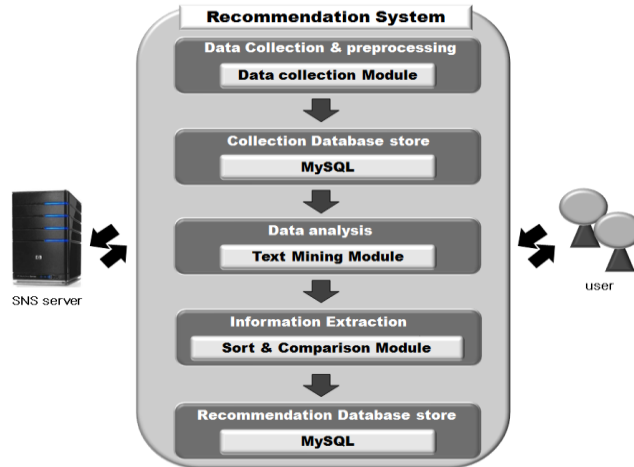 Recommendation System
Data Collection & preprocessing
Data collection Module
Collection Database store
MySQL
Data analysis
Text Mining Module
SNS server
user
Information Extraction
Sort & Comparison Module
Recommendation Database store
MySQL